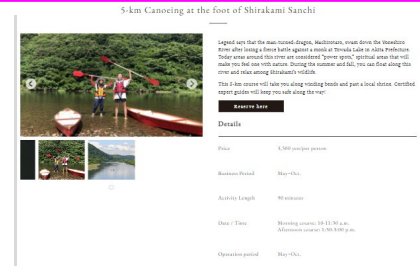 5-km Canoeing at the foot of Shirakami Sanchi
Legend says that the man-turned-dragon, Hachirotaro, swam down the Yoneshiro
River after losing a fierce battle against a monk at Towada Lake in Akita Prefecture.
Today areas around this river are considered "power spots," spiritual areas that will
make you feel one with nature. During the summer and fall, you can float along this
river and relax among Shirakami's wildlife.
This 5-km course will take you along winding bends and past a local shrine. Certified
expert guides will keep you safe along the way!
Reserve here
Details
Price
5,500 yen/per person
Business Period
May-Oct.
Activity Length
90 minutes
Date / Time
Morning course: 10-11:30 a.m.
Afternoon course: 1:30-3:00 p.m.
Operation period
May-Oct.